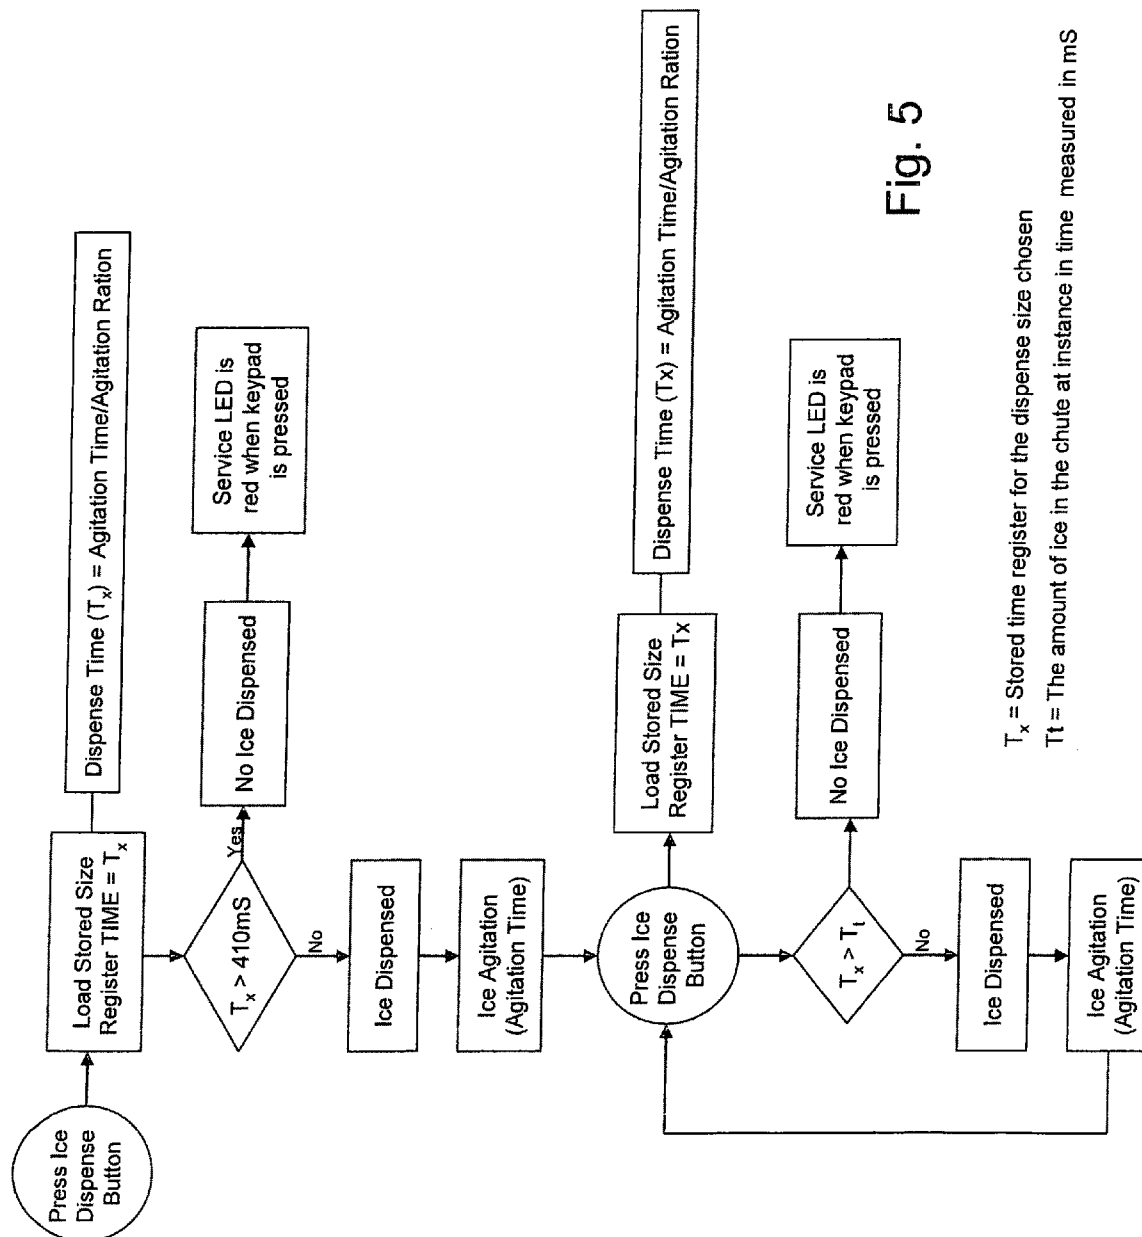 Press Ice
Dispense
Button
Load Stored Size
Register TIME = Tₓ
Dispense Time (Tₓ) = Agitation Time/Agitation Ration
Tₓ > 410mS
Yes
No Ice Dispensed
Service LED is
red when keypad
is pressed
No
Ice Dispensed
Ice Agitation
(Agitation Time)
Press Ice
Dispense
Button
Load Stored Size
Register TIME = Tx
Dispense Time (Tx) = Agitation Time/Agitation Ration
Tₓ > Tₜ
No Ice Dispensed
Service LED is
red when keypad
is pressed
No
Ice Dispensed
Ice Agitation
(Agitation Time)
Fig. 5
Tₓ = Stored time register for the dispense size chosen
Tt = The amount of ice in the chute at instance in time measured in mS